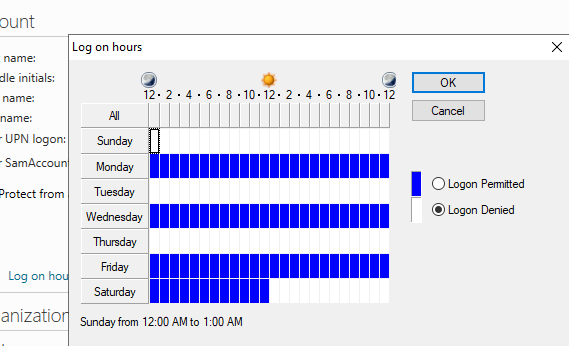 ount
Log on hours
t name:
dle initials:
t name:
name:
r UPN logon:
r SamAccount
Protect from a
Log on hou
anization
12 · 2 · 4 · 6 · 8 · 10 · 12 · 2 · 4 · 6 · 8 · 10 · 12
All
Sunday
Monday
Tuesday
Wednesday
Thursday
Friday
Saturday
OK
Cancel
Logon Permitted
Logon Denied
Sunday from 12:00 AM to 1:00 AM